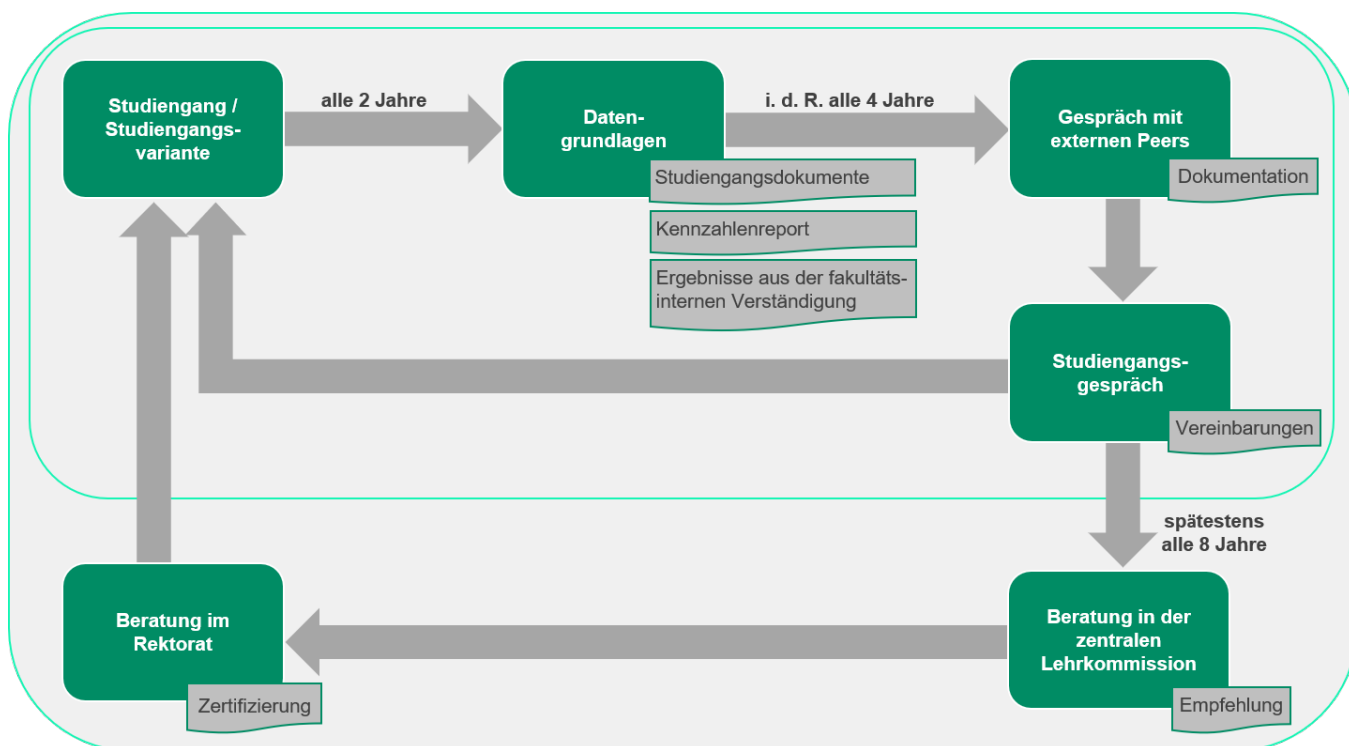 Studiengang /
Studiengangs-
variante
alle 2 Jahre
Daten-
grundlagen
i. d. R. alle 4 Jahre
Gespräch mit
externen Peers
Studiengangsdokumente
Kennzahlenreport
Ergebnisse aus der fakultäts-
internen Verständigung
Dokumentation
Studiengangs-
gespräch
Vereinbarungen
spätestens
alle 8 Jahre
Beratung im
Rektorat
Zertifizierung
Beratung in der
zentralen
Lehrkommission
Empfehlung